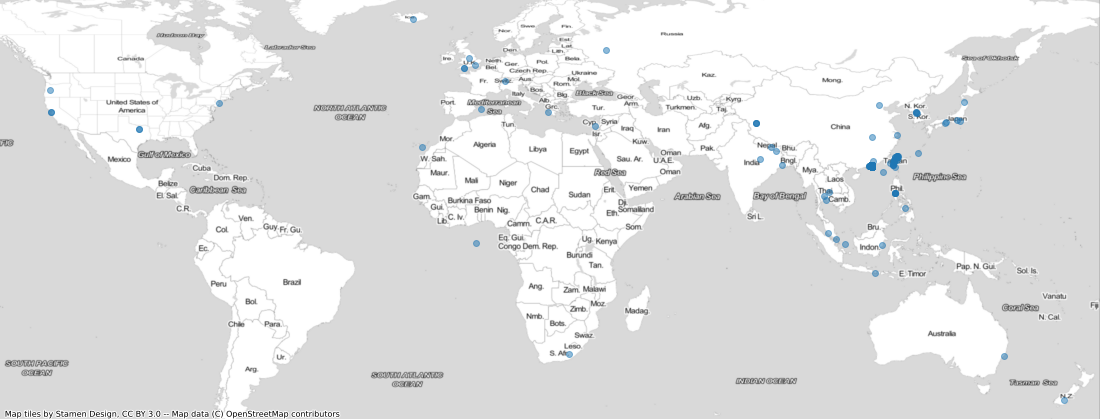 Hudson Bay
Labrador Sea
Canada
United States of
America
NORTH ATLANTIC
OCEAN
Mexico
Gulf of Mexico
Cuba
Dom. Rep.
Belize
Caribbean Sea
El. Sal.
C.R.
Ven.
Guy.
Fr. Gu.
Col.
Ec.
Peru
Brazil
Bol.
Chile
Para.
Ur.
Arg.
SOUTH PACIFIC
OCEAN
SOUTH ATLANTIC
OCEAN
Nor.
Swe.
Fin.
Est.
Lat.
Lith.
Den.
Ire.
Neth.
Bel.
Ger.
Pol.
Bela.
Czech Rep.
Ukraine
Fr.
Aus.
Mol.
Rom.
Bos.
Italy
Blg.
Black Sea
Port.
Mediterranean
Sea
Alb.
Grc.
Tur.
Geor.
Arm.
Russia
Kaz.
Uzb.
Kyrg.
Turkmen.
Taj.
Mong.
Sea of Okhotsk
N. Kor
S. Kor
Japan
China
Cyp.
Syria
Isr.
Iraq
Iran
Afg.
Pak.
Kuw
Tun.
Mor.
Algeria
Libya
Egypt
W. Sah.
Sau. Ar.
U.A.E.
Oman
Oman
Red Sea
Yemen
Maur.
Mali
Niger
Chad
Sudan
Erit.
Dji.
Somaliland
Eth.
Som.
Gam.
Gui.
Burkina Faso
Lib.
C. Iv.
Benin
Nig.
Camm.
C.A.R.
Eq. Gui.
Congo
Dem. Rep.
Ug.
Kenya
Burundi
Tan.
Ang.
Zam.
Malawi
Moz.
Zimb.
Nmb.
Bots.
Madag.
Swaz.
Leso.
S. Afr.
Arabian Sea
Nepal
Bhu.
India
Bngl.
Mya.
Bay of Bengal
Sri L
Laos
Thai.
Camb.
Phil.
Philippine Sea
Bru.
Indon.
E. Timor
Pap. N. Gui.
Sol. Is.
Vanatu
Coral Sea
N. Cal.
Fiji
Australia
INDIAN OCEAN
Tasman Sea
N.Z
Map tiles by Stamen Design, CC BY 3.0 -- Map data (C) OpenStreetMap contributors